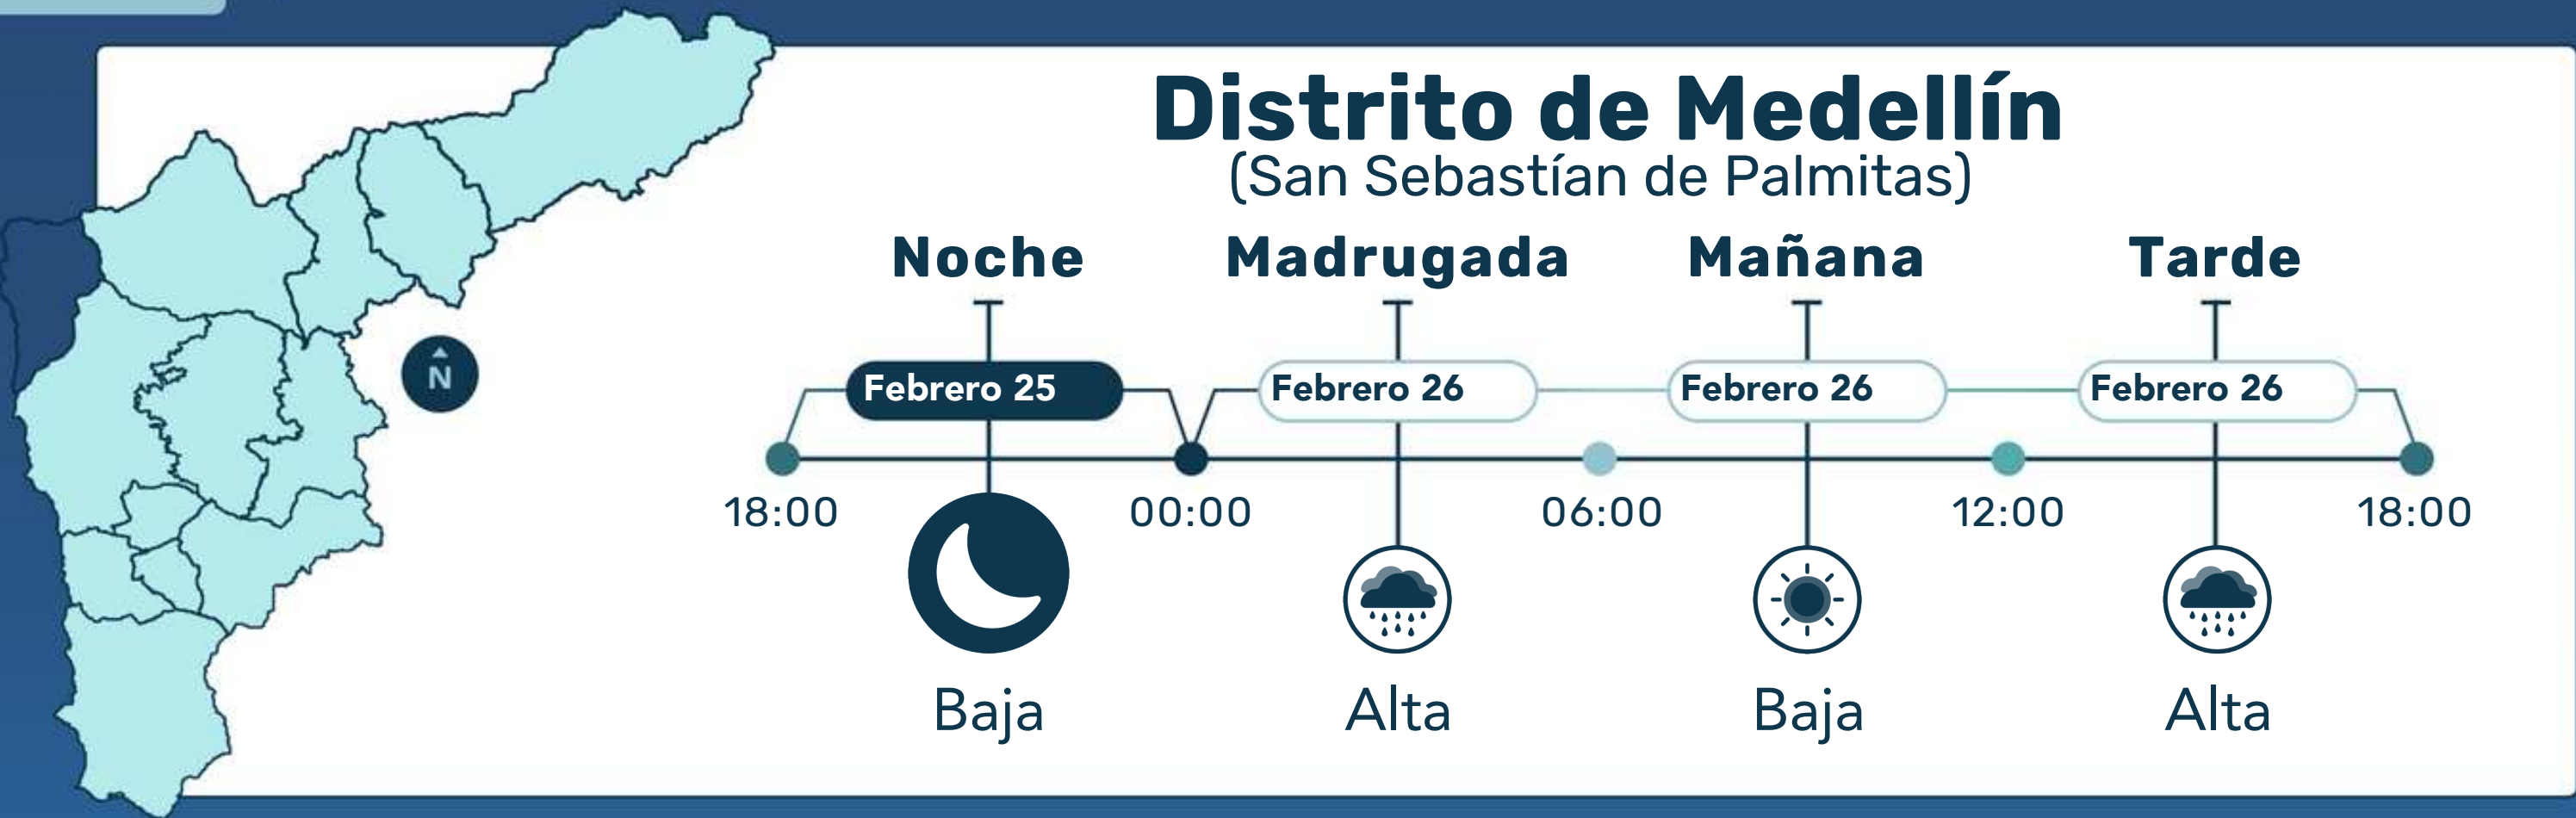 Distrito de Medellín
(San Sebastían de Palmitas)
Noche Madrugada Mañana Tarde
Febrero 25 Febrero 26 Febrero 26 Febrero 26
N
18:00 00:00 06:00 12:00 18:00
Baja Alta Baja Alta